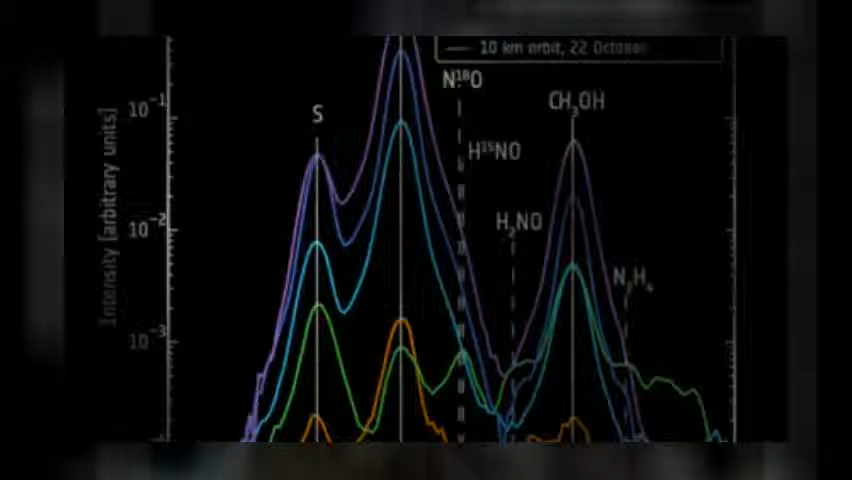 10 km orbit, 22 October
N¹⁸O
10⁻¹
CH₃OH
S
H¹⁵NO
Intensity [arbitrary units]
10⁻²
H₂NO
N₂H₄
10⁻³